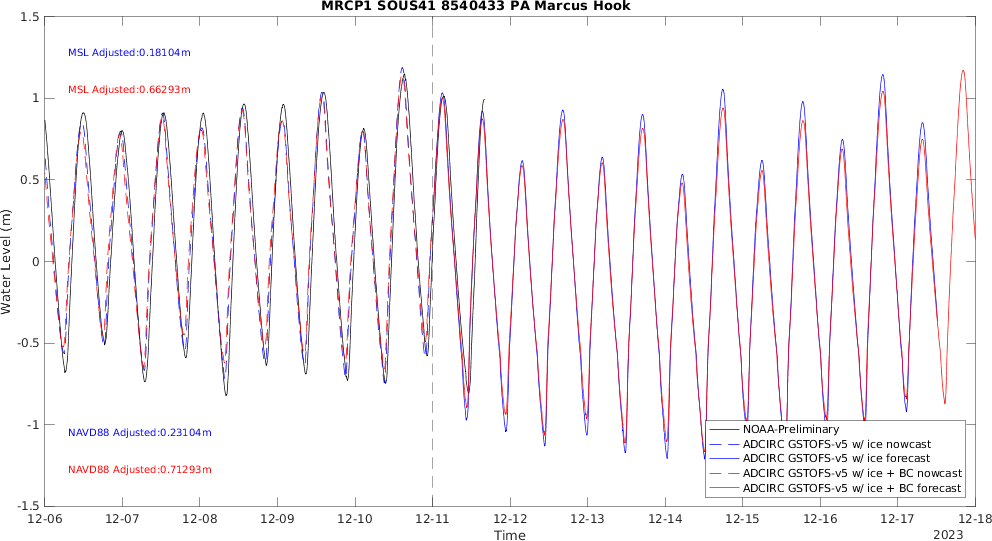 MRCP1 SOUS41 8540433 PA Marcus Hook
1.5
1
0.5
0
-0.5
-1
-1.5
Water Level (m)
MSL Adjusted:0.18104m
MSL Adjusted:0.66293m
NAVD88 Adjusted:0.23104m
NAVD88 Adjusted:0.71293m
NOAA-Preliminary
ADCIRC GSTOFS-v5 w/ ice nowcast
ADCIRC GSTOFS-v5 w/ ice forecast
ADCIRC GSTOFS-v5 w/ ice + BC nowcast
ADCIRC GSTOFS-v5 w/ ice + BC forecast
12-06 12-07 12-08 12-09 12-10 12-11 12-12 12-13 12-14 12-15 12-16 12-17 12-18
Time
2023